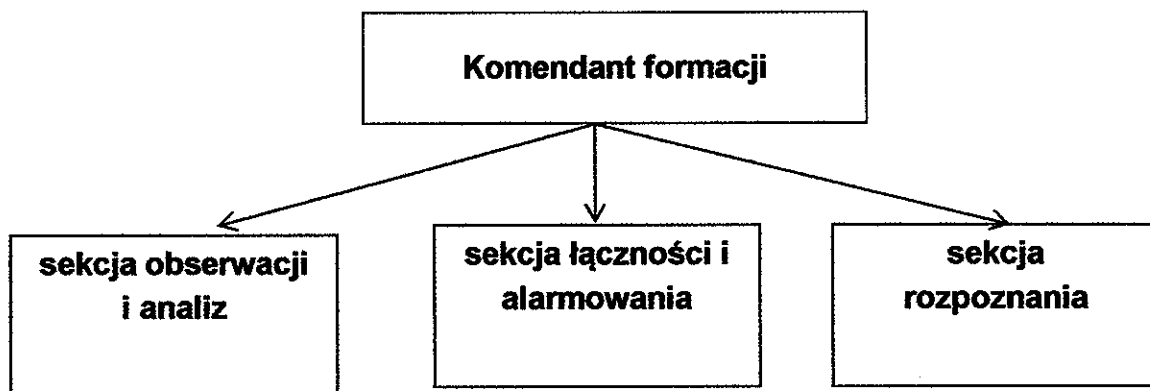 Komendant formacji
sekcja obserwacji
i analiz
sekcja łączności i
alarmowania
sekcja
rozpoznania